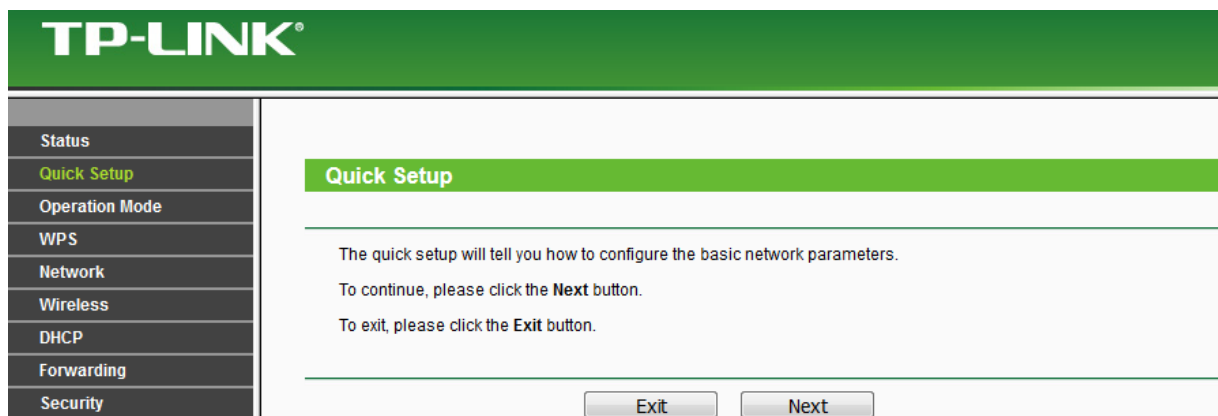 TP-LINK®
Status
Quick Setup
Operation Mode
WPS
Network
Wireless
DHCP
Forwarding
Security
Quick Setup
The quick setup will tell you how to configure the basic network parameters.
To continue, please click the Next button.
To exit, please click the Exit button.
Exit Next